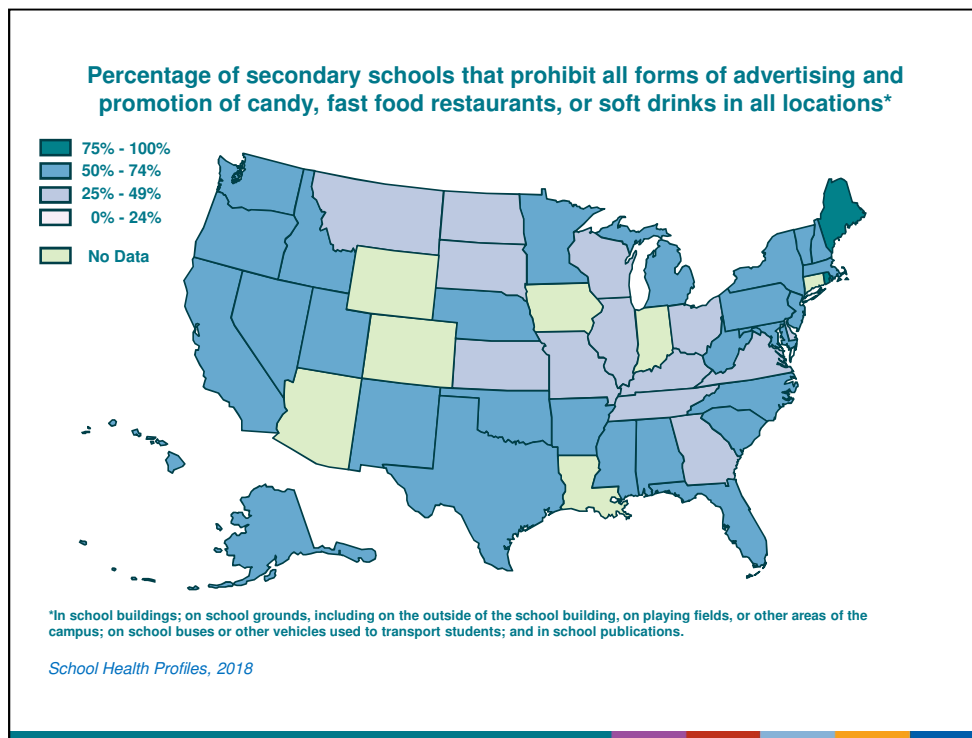 Percentage of secondary schools that prohibit all forms of advertising and
promotion of candy, fast food restaurants, or soft drinks in all locations*
75% - 100%
50% - 74%
25% - 49%
0% - 24%
No Data
*In school buildings; on school grounds, including on the outside of the school building, on playing fields, or other areas of the
campus; on school buses or other vehicles used to transport students; and in school publications.
School Health Profiles, 2018